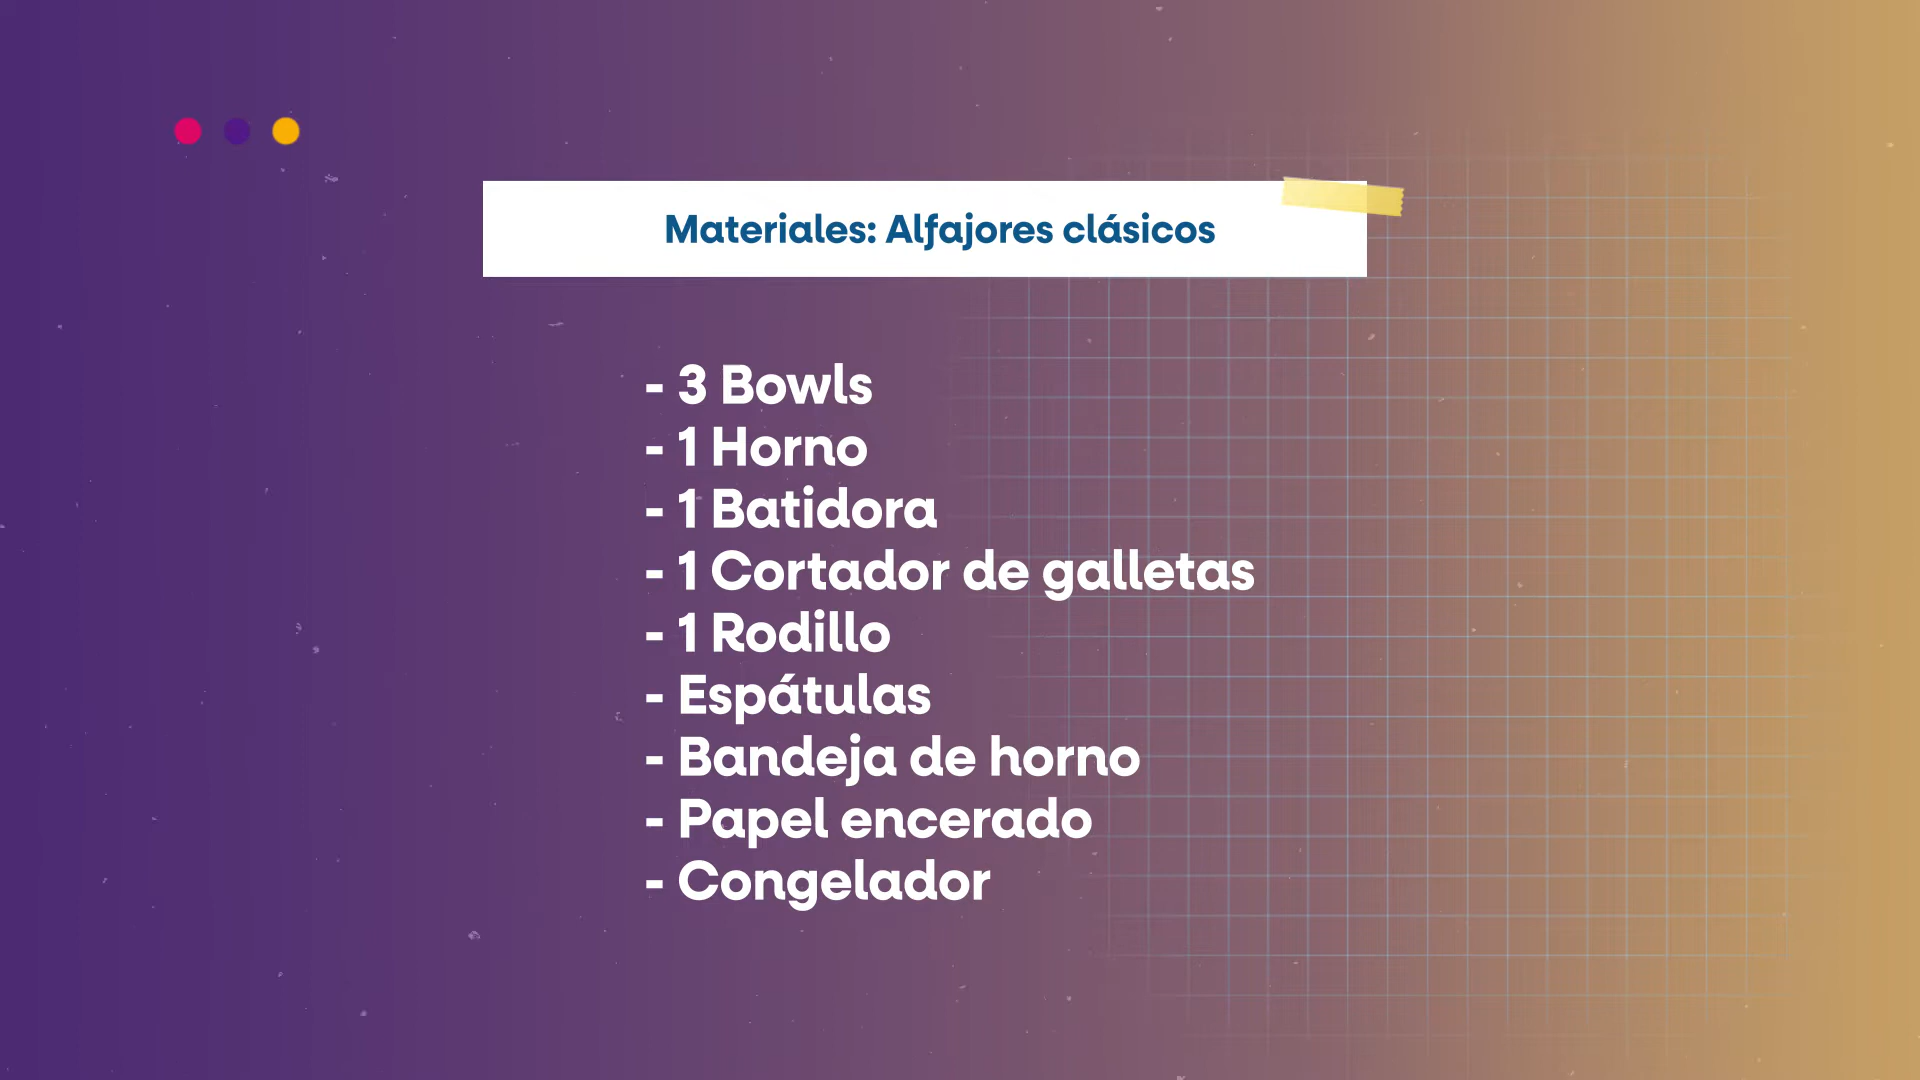 Materiales: Alfajores clásicos
- 3 Bowls
- 1 Horno
- 1 Batidora
- 1 Cortador de galletas
- 1 Rodillo
- Espátulas
- Bandeja de horno
- Papel encerado
- Congelador